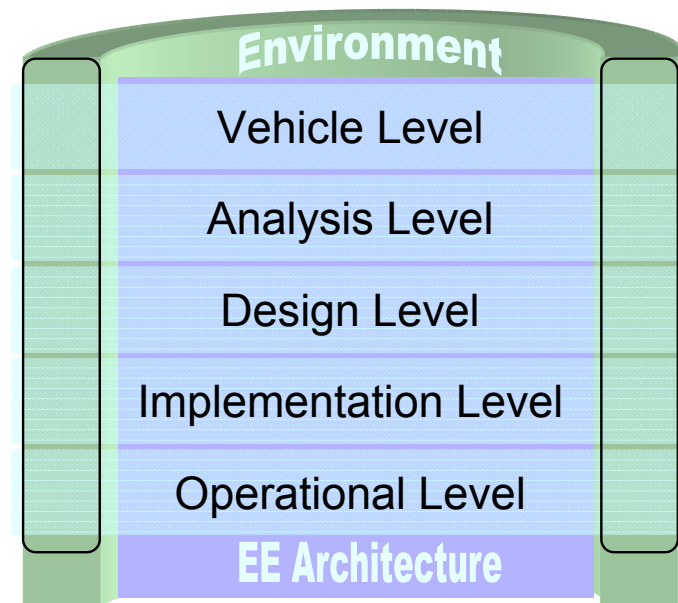 Environment
Vehicle Level
Analysis Level
Design Level
Implementation Level
Operational Level
EE Architecture